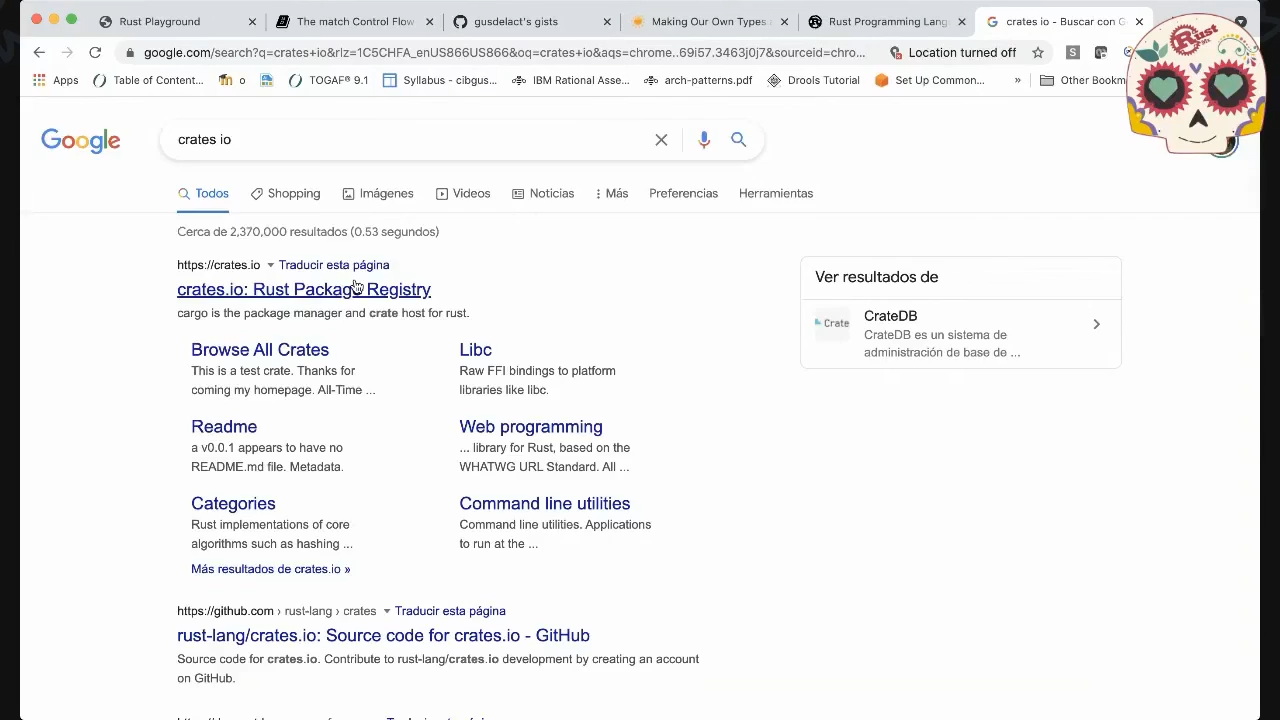 Rust Playground
The match Control Flow
gusdelact's gists
Making Our Own Types
Rust Programming Lang
crates io - Buscar con G
google.com/search?q=crates+io&rlz=1C5CHFA_enUS866US866&oq=crates+io&aqs=chrome..69i57.3463j0j7&sourceid=chro...
Location turned off
Apps
Table of Content...
o
TOGAF® 9.1
Syllabus - cibgus...
IBM Rational Asse...
arch-patterns.pdf
Drools Tutorial
Set Up Common...
»
Other Bookm
Rust
Google
crates io
Todos
Shopping
Imágenes
Videos
Noticias
Más
Preferencias
Herramientas
Cerca de 2,370,000 resultados (0.53 segundos)
https://crates.io
Traducir esta página
crates.io: Rust Package Registry
cargo is the package manager and crate host for rust.
Browse All Crates
This is a test crate. Thanks for
coming my homepage. All-Time ...
Libc
Raw FFI bindings to platform
libraries like libc.
Readme
a v0.0.1 appears to have no
README.md file. Metadata.
Web programming
... library for Rust, based on the
WHATWG URL Standard. All ...
Categories
Rust implementations of core
algorithms such as hashing ...
Command line utilities
Command line utilities. Applications
to run at the ...
Más resultados de crates.io »
https://github.com › rust-lang › crates
Traducir esta página
rust-lang/crates.io: Source code for crates.io - GitHub
Source code for crates.io. Contribute to rust-lang/crates.io development by creating an account
on GitHub.
Ver resultados de
Crate
CrateDB
CrateDB es un sistema de
administración de base de ...